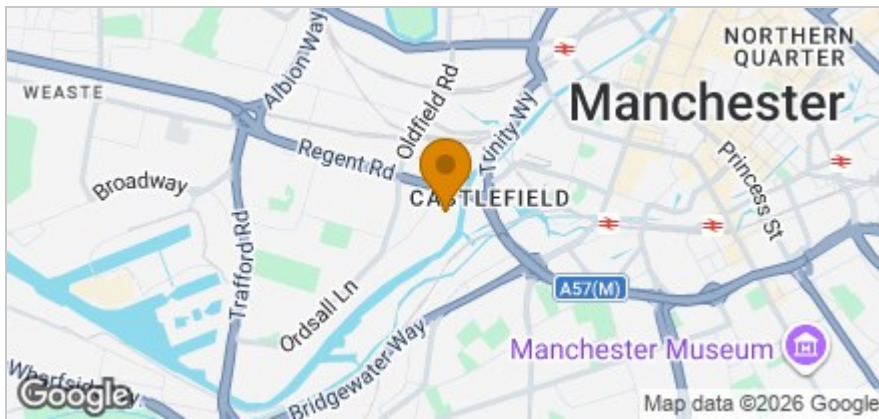 NORTHERN
QUARTER
Manchester
WEASTE
Albion Way
Oldfield Rd
Trinity Wy
Regent Rd
Princess St
Broadway
CASTLEFIELD
Trafford Rd
Ordsall Ln
A57(M)
Bridgewater Way
Manchester Museum
Google
Map data ©2026 Google